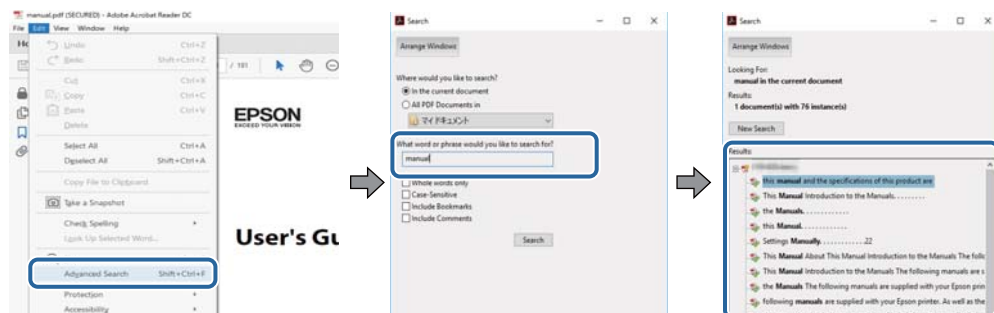 manual.pdf (SECURED) - Adobe Acrobat Reader DC
File Edit View Window Help
Undo Ctrl+Z
Redo Shift+Ctrl+Z
/ 181
Cut Ctrl+X
Copy Ctrl+C
Paste Ctrl+V
Delete
Select All Ctrl+A
Deselect All Shift+Ctrl+A
Copy File to Clipboard
Take a Snapshot
Check Spelling
Look Up Selected Word...
Advanced Search Shift+Ctrl+F
Protection
Accessibility
EPSON
EXCEED YOUR VISION
User's Gu
Search
Arrange Windows
Where would you like to search?
In the current document
All PDF Documents in
マイ ドキュメント
What word or phrase would you like to search for?
manual
Whole words only
Case-Sensitive
Include Bookmarks
Include Comments
Search
Search
Arrange Windows
Looking For:
manual in the current document
Results:
1 document(s) with 76 instance(s)
New Search
Results:
this manual and the specifications of this product are
This Manual Introduction to the Manuals. . . . . . . . .
the Manuals. . . . . . . . . . . . .
this Manual. . . . . . . . . . . . .
Settings Manually. . . . . . . . . . . . .22
This Manual About This Manual Introduction to the Manuals The follo
This Manual Introduction to the Manuals The following manuals are s
the Manuals The following manuals are supplied with your Epson prin
following manuals are supplied with your Epson printer. As well as the